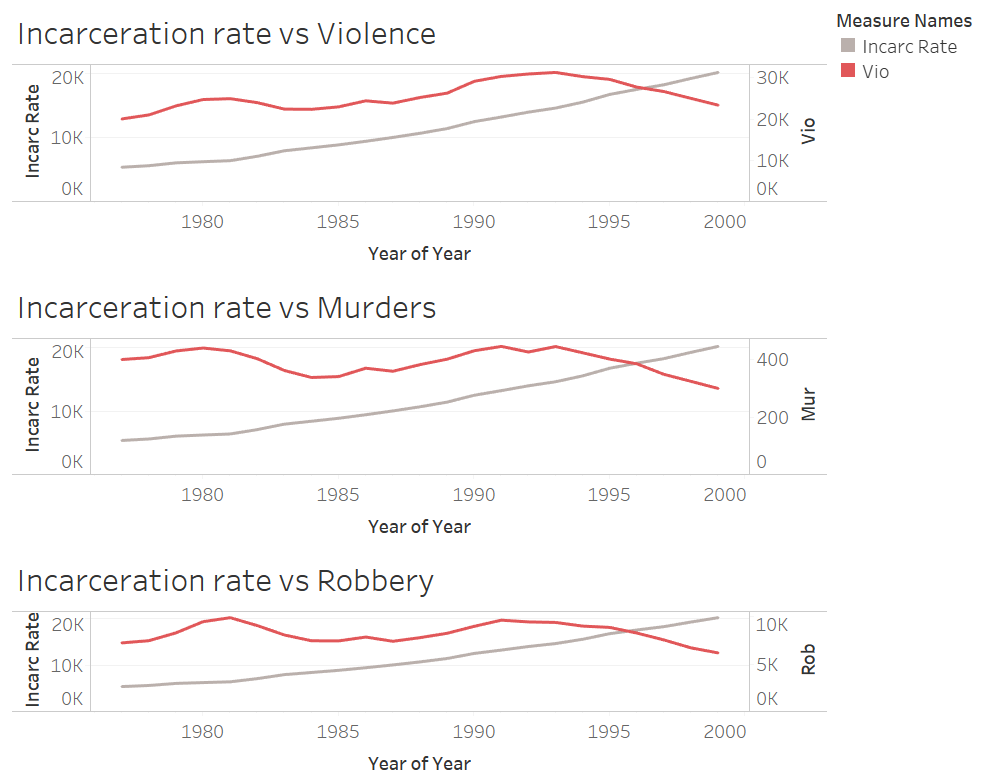 Incarceration rate vs Violence
Measure Names
Incarc Rate
Vio
Incarc Rate
20K
10K
0K
30K
20K
10K
0K
Vio
1980 1985 1990 1995 2000
Year of Year
Incarceration rate vs Murders
Incarc Rate
20K
10K
0K
400
200
0
Mur
1980 1985 1990 1995 2000
Year of Year
Incarceration rate vs Robbery
Incarc Rate
20K
10K
0K
10K
5K
0K
Rob
1980 1985 1990 1995 2000
Year of Year